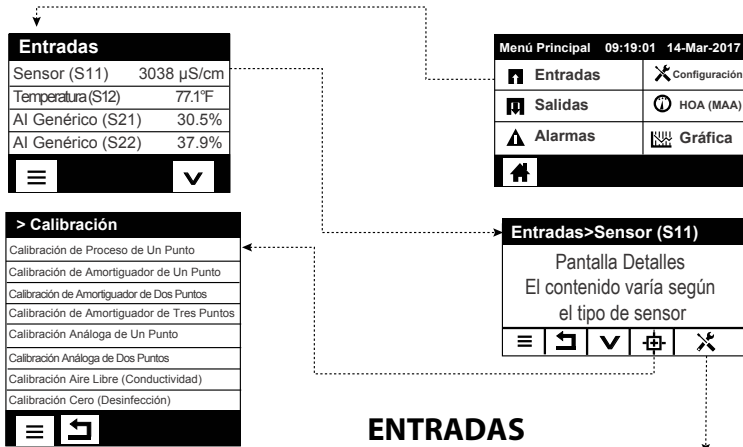 Entradas
Sensor (S11) 3038 µS/cm
Temperatura (S12) 77.1°F
AI Genérico (S21) 30.5%
AI Genérico (S22) 37.9%
Menú Principal 09:19:01 14-Mar-2017
Entradas Configuración
Salidas HOA (MAA)
Alarmas Gráfica
> Calibración
Calibración de Proceso de Un Punto
Calibración de Amortiguador de Un Punto
Calibración de Amortiguador de Dos Puntos
Calibración de Amortiguador de Tres Puntos
Calibración Análoga de Un Punto
Calibración Análoga de Dos Puntos
Calibración Aire Libre (Conductividad)
Calibración Cero (Desinfección)
Entradas>Sensor (S11)
Pantalla Detalles
El contenido varía según
el tipo de sensor
ENTRADAS